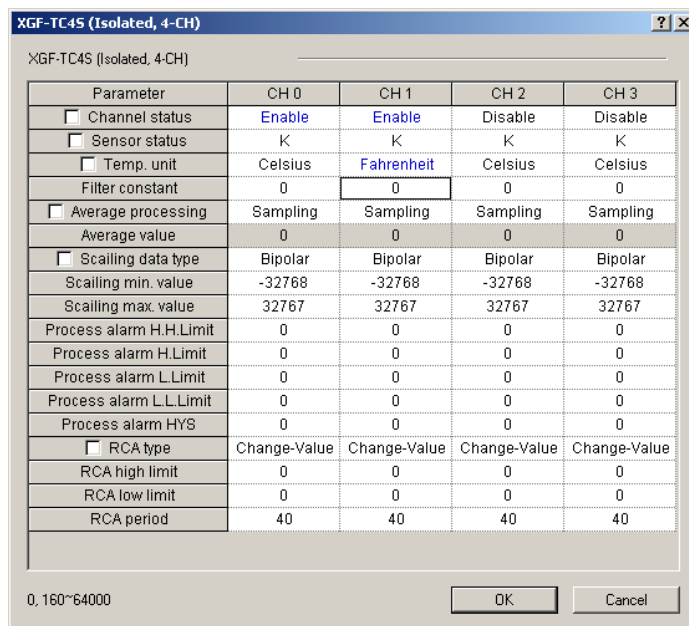 XGF-TC4S (Isolated, 4-CH)
XGF-TC4S (Isolated, 4-CH)
Parameter CH 0 CH 1 CH 2 CH 3
Channel status Enable Enable Disable Disable
Sensor status K K K K
Temp. unit Celsius Fahrenheit Celsius Celsius
Filter constant 0 0 0 0
Average processing Sampling Sampling Sampling Sampling
Average value 0 0 0 0
Scailing data type Bipolar Bipolar Bipolar Bipolar
Scailing min. value -32768 -32768 -32768 -32768
Scailing max. value 32767 32767 32767 32767
Process alarm H.H.Limit 0 0 0 0
Process alarm H.Limit 0 0 0 0
Process alarm L.Limit 0 0 0 0
Process alarm L.L.Limit 0 0 0 0
Process alarm HYS 0 0 0 0
RCA type Change-Value Change-Value Change-Value Change-Value
RCA high limit 0 0 0 0
RCA low limit 0 0 0 0
RCA period 40 40 40 40
0, 160~64000 OK Cancel